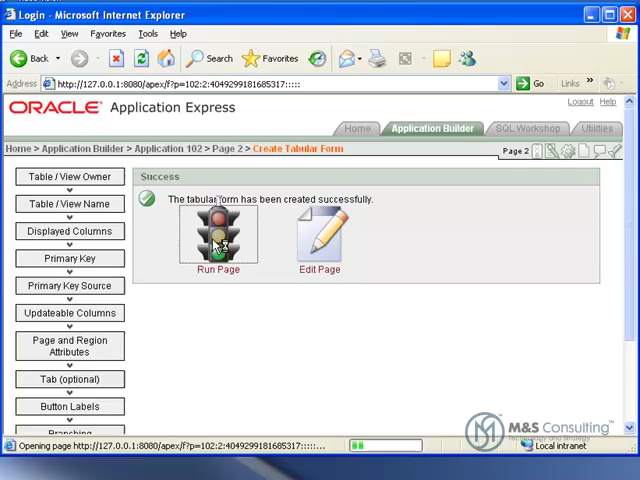 Login - Microsoft Internet Explorer
File Edit View Favorites Tools Help
Back Search Favorites
Address http://127.0.0.1:8080/apex/f?p=102:2:4049299181685317::::: Go Links »
ORACLE Application Express
Logout Help
Home Application Builder SQL Workshop Utilities
Home > Application Builder > Application 102 > Page 2 > Create Tabular Form
Page 2
Table / View Owner
Table / View Name
Displayed Columns
Primary Key
Primary Key Source
Updateable Columns
Page and Region
Attributes
Tab (optional)
Button Labels
Branching
Success
The tabular form has been created successfully.
Run Page
Edit Page
M&S Consulting™
Technology and Strategy
Opening page http://127.0.0.1:8080/apex/f?p=102:2:4049299181685317:::::...
Local intranet